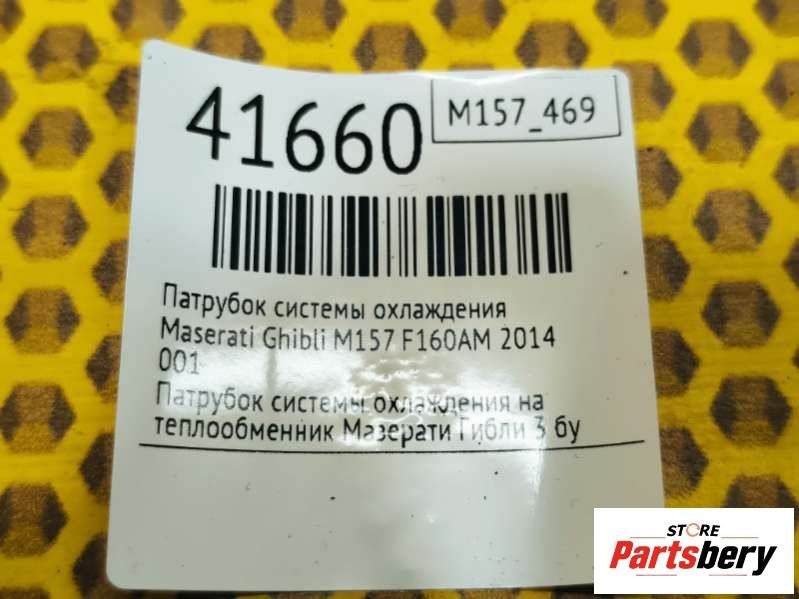 41660
M157_469
Патрубок системы охлаждения
Maserati Ghibli M157 F160AM 2014
001
Патрубок системы охлаждения на
теплообменник Мазерати Гибли 3 бу
STORE
Partsbery